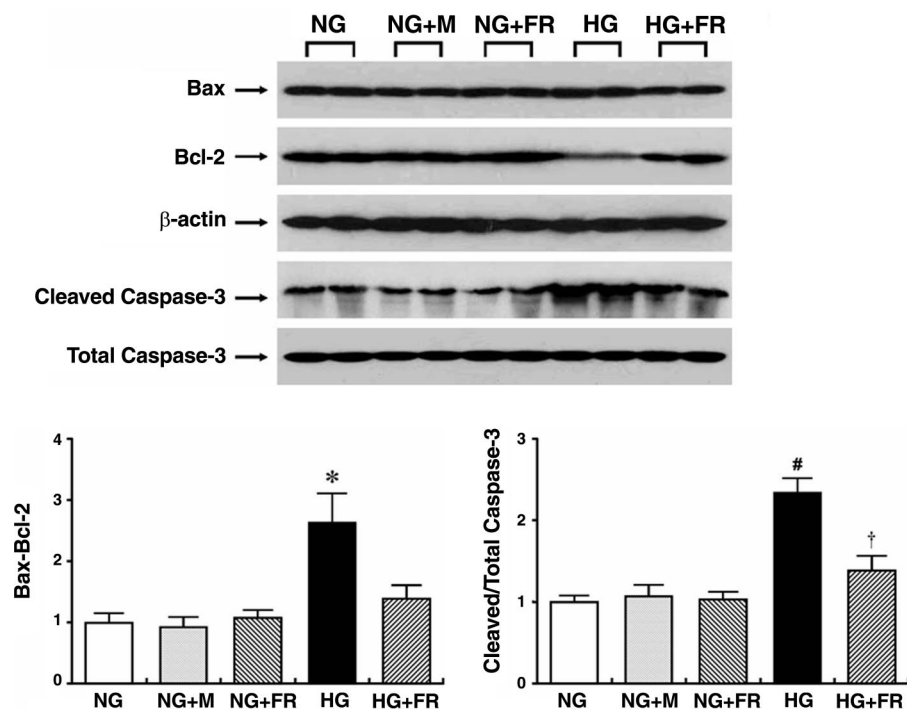 NG NG+M NG+FR HG HG+FR
Bax
Bcl-2
β-actin
Cleaved Caspase-3
Total Caspase-3
Bax-Bcl-2
4
3
2
1
0
*
NG NG+M NG+FR HG HG+FR
Cleaved/Total Caspase-3
3
2
1
0
#
†
NG NG+M NG+FR HG HG+FR